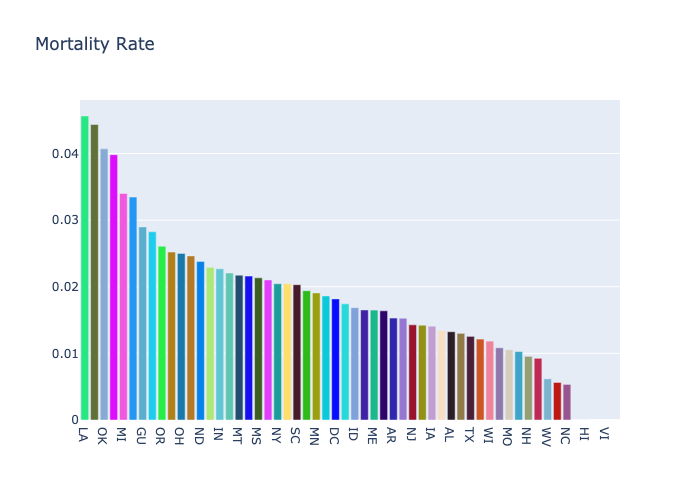 Mortality Rate
0.04
0.03
0.02
0.01
0
LA
OK
MI
GU
OR
OH
ND
IN
MT
MS
NY
SC
MN
DC
ID
ME
AR
NJ
IA
AL
TX
WI
MO
NH
WV
NC
HI
VI